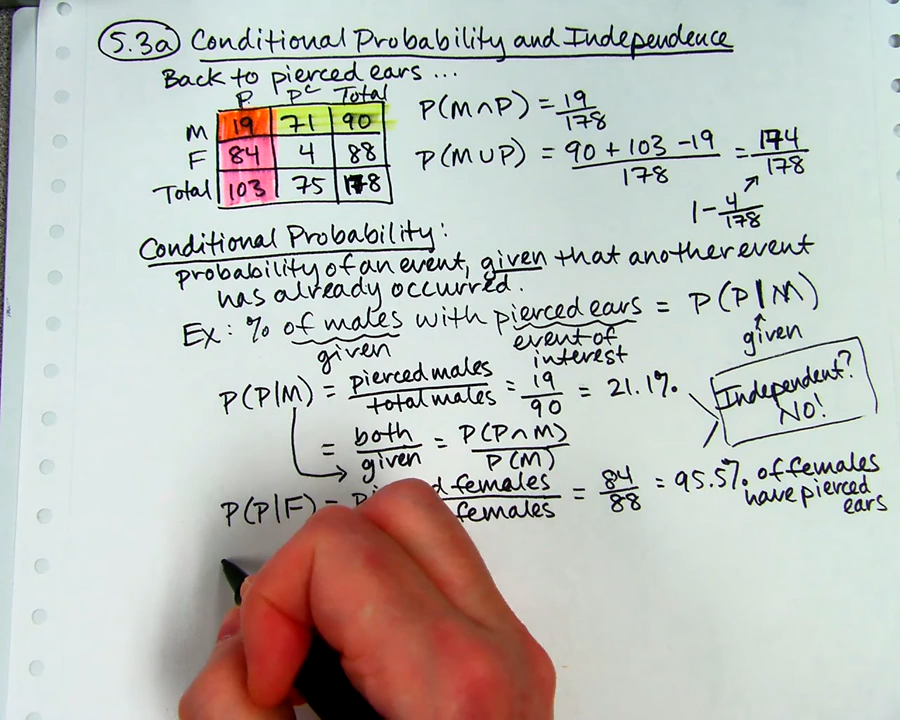 5.3a Conditional Probability and Independence
Back to pierced ears ...
P Pᶜ Total
M 19 71 90
F 84 4 88
Total 103 75 178
P(M∩P) = 19/178
P(M∪P) = 90 + 103 - 19 / 178 = 174/178
1 - 4/178
Conditional Probability:
probability of an event, given that another event
has already occurred.
Ex: % of males with pierced ears = P(P|M)
given event of interest given
P(P|M) = pierced males / total males = 19/90 = 21.1%
Independent?
NO!
= both / given = P(P∩M) / P(M)
P(P|F) = females / females = 84/88 = 95.5% of females
have pierced
ears